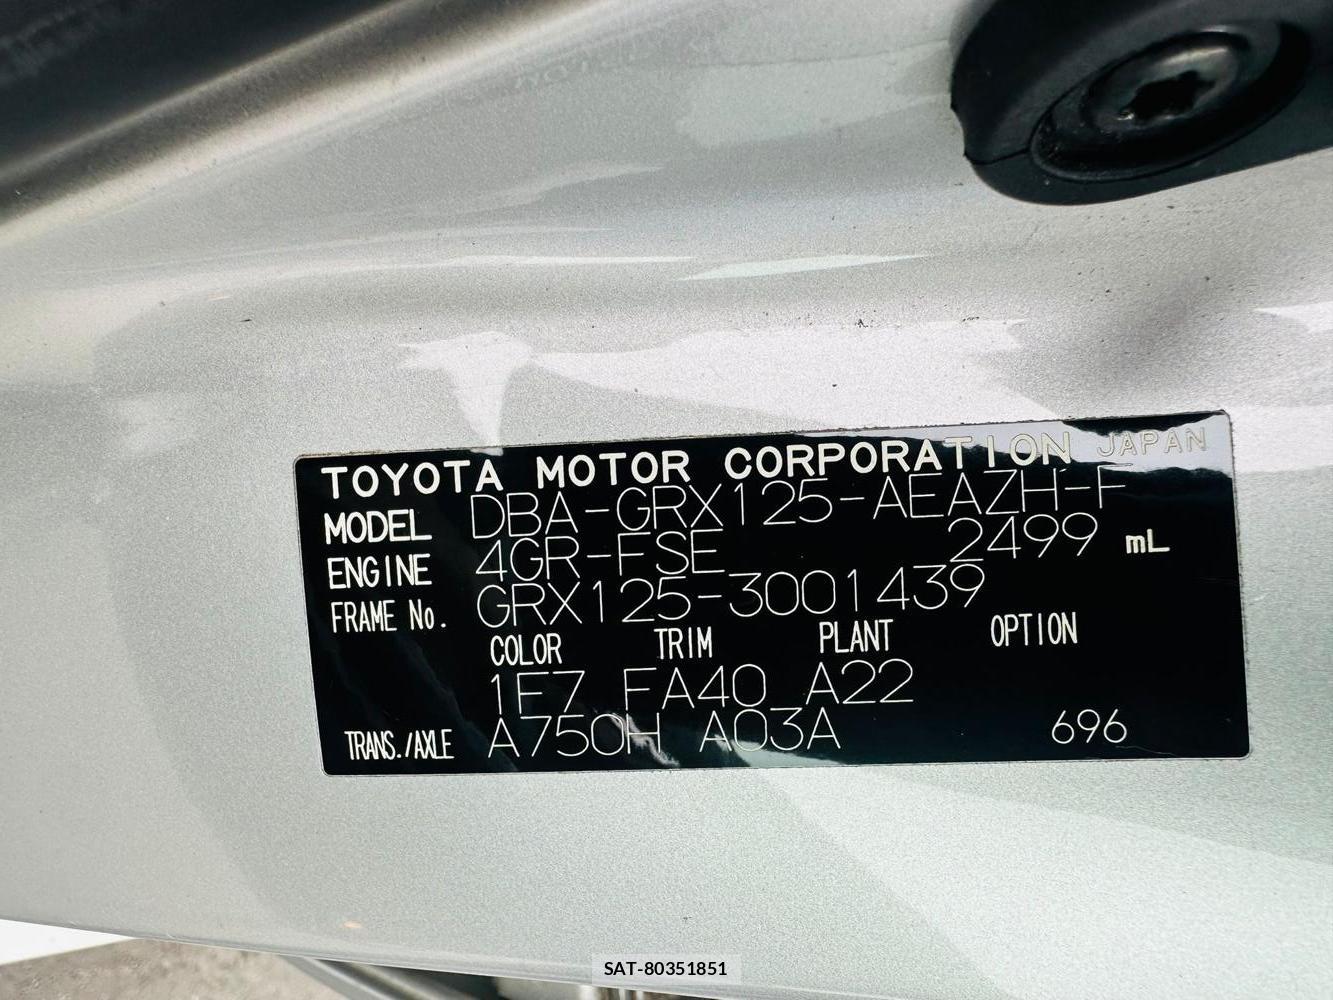 TOYOTA MOTOR CORPORATION JAPAN
MODEL DBA-GRX125-AEAZH-F
ENGINE 4GR-FSE 2499 mL
FRAME No. GRX125-3001439
COLOR TRIM PLANT OPTION
1F7 FA40 A22
TRANS./AXLE A750H A03A 696
SAT-80351851